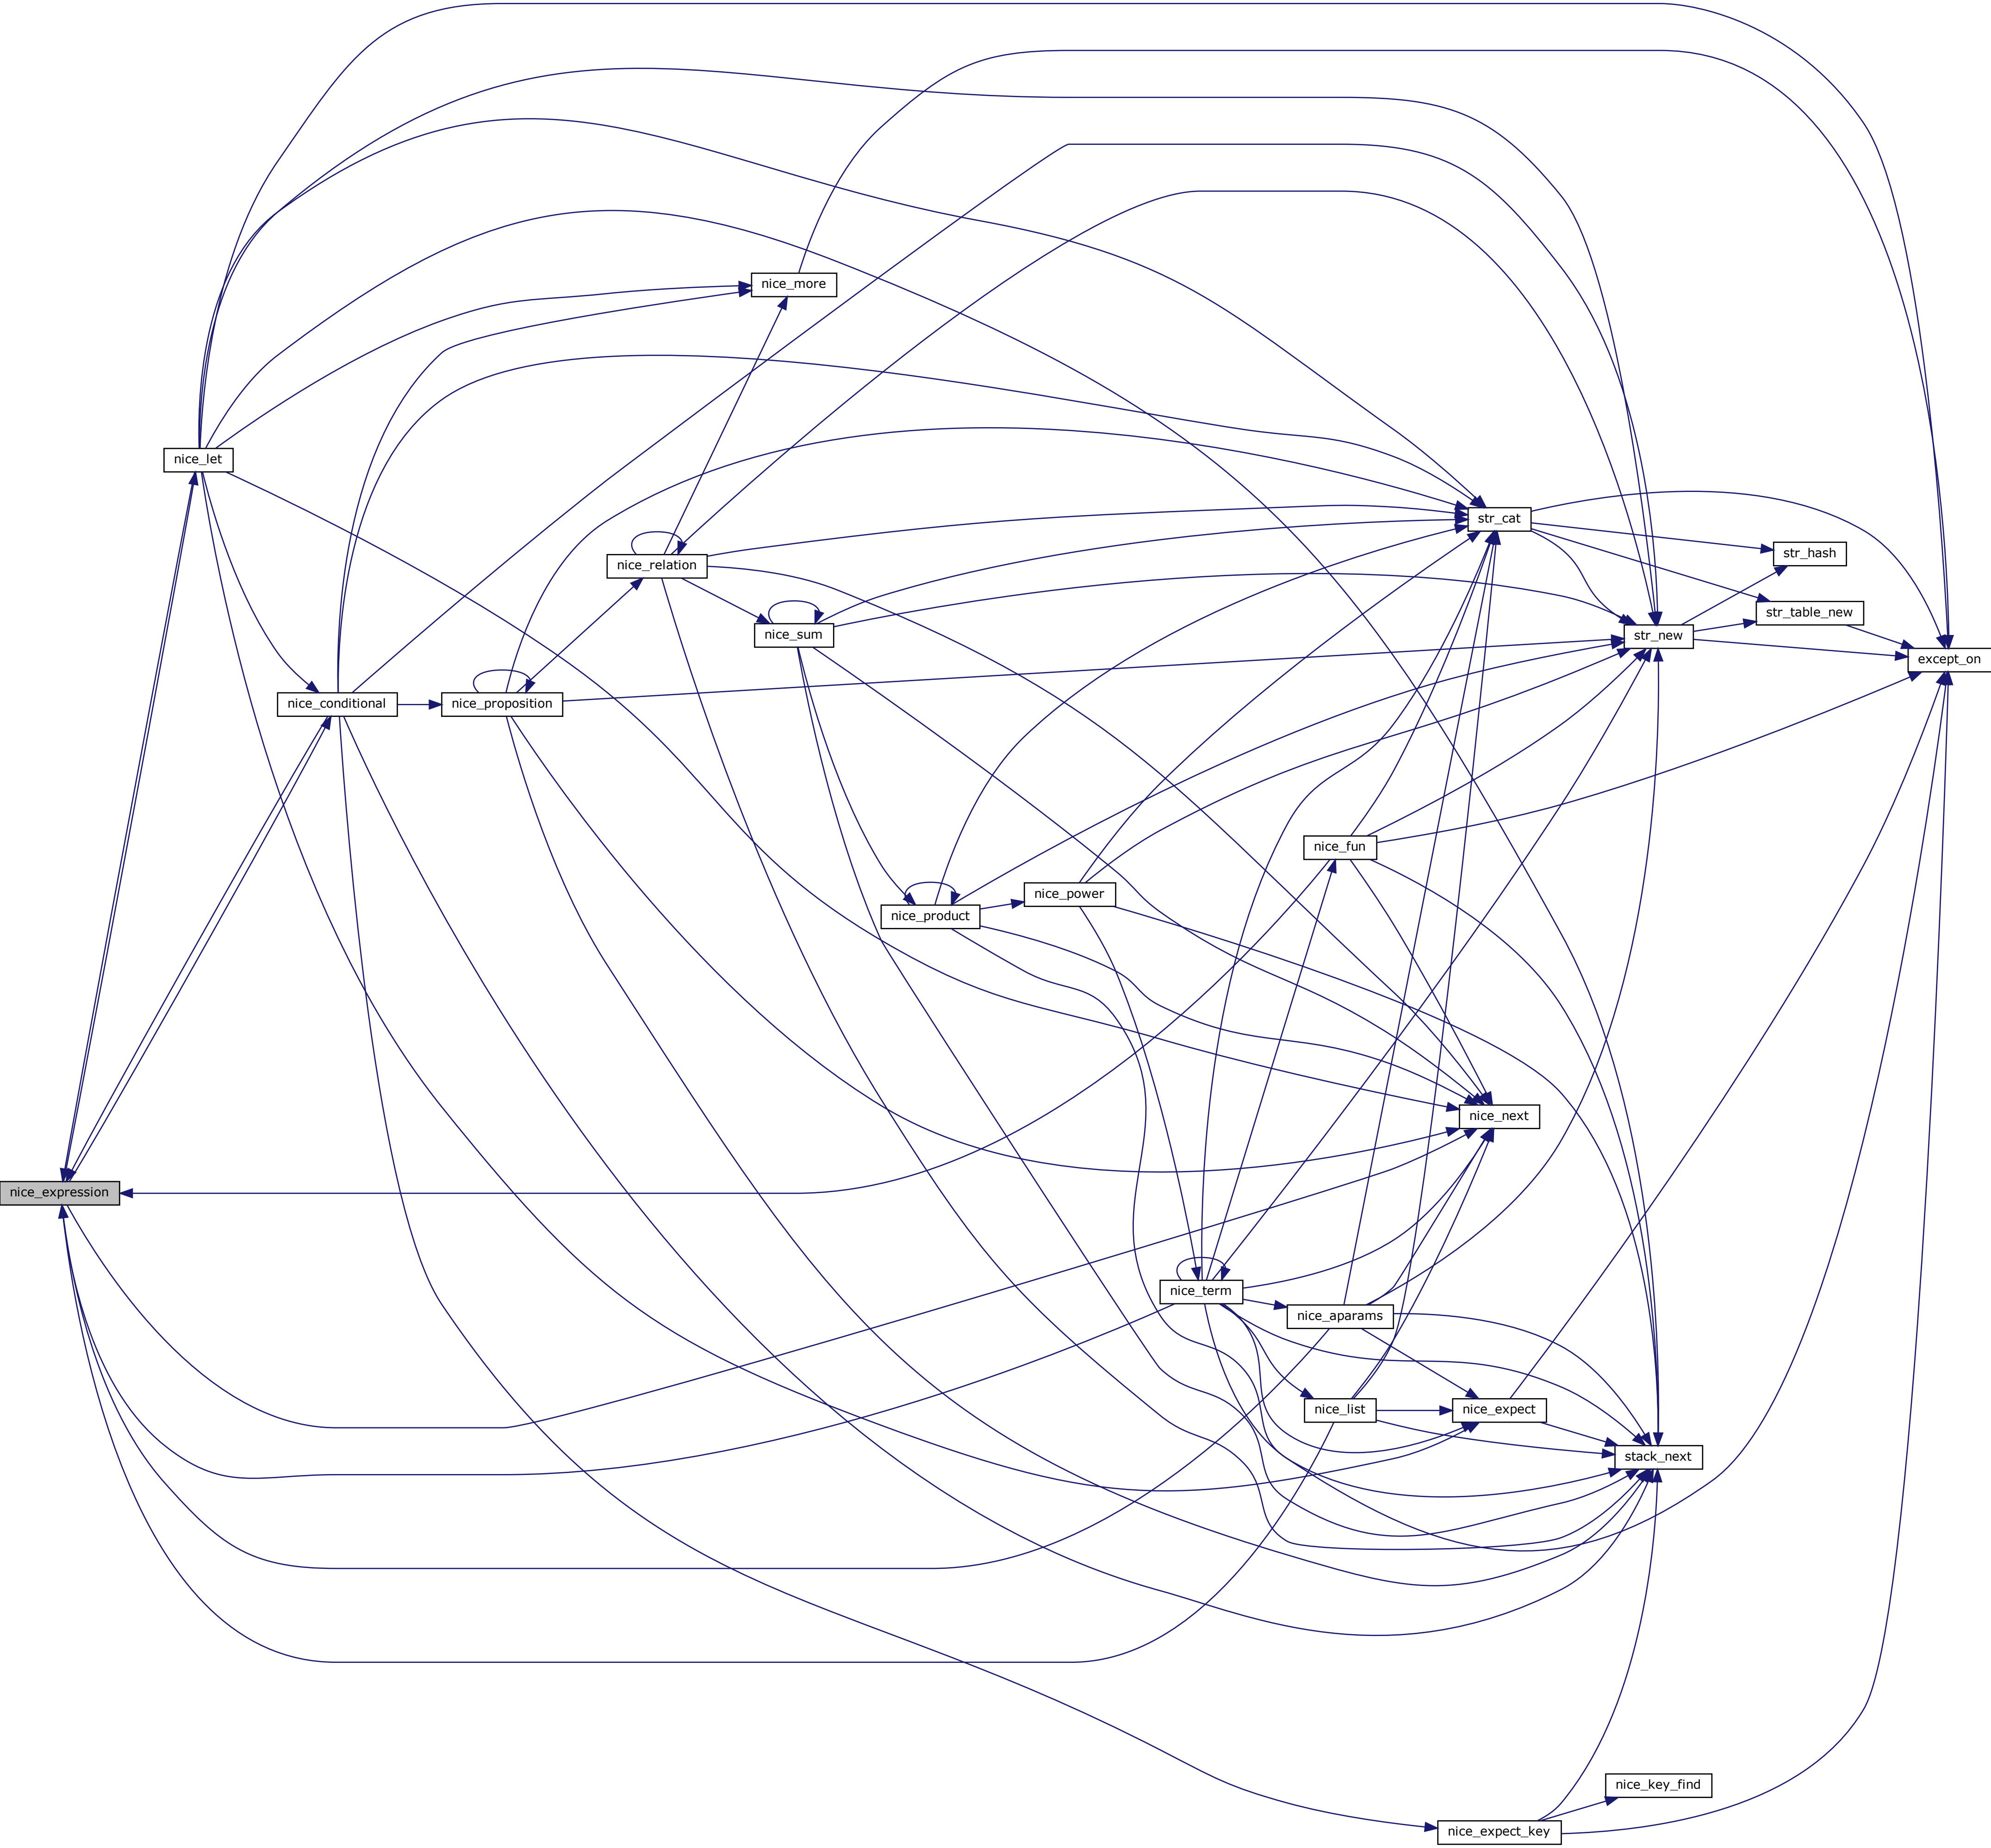 nice_more
nice_let
str_cat
str_hash
nice_relation
str_table_new
nice_sum
str_new
except_on
nice_conditional
nice_proposition
nice_fun
nice_power
nice_product
nice_next
nice_expression
nice_term
nice_aparams
nice_list
nice_expect
stack_next
nice_key_find
nice_expect_key